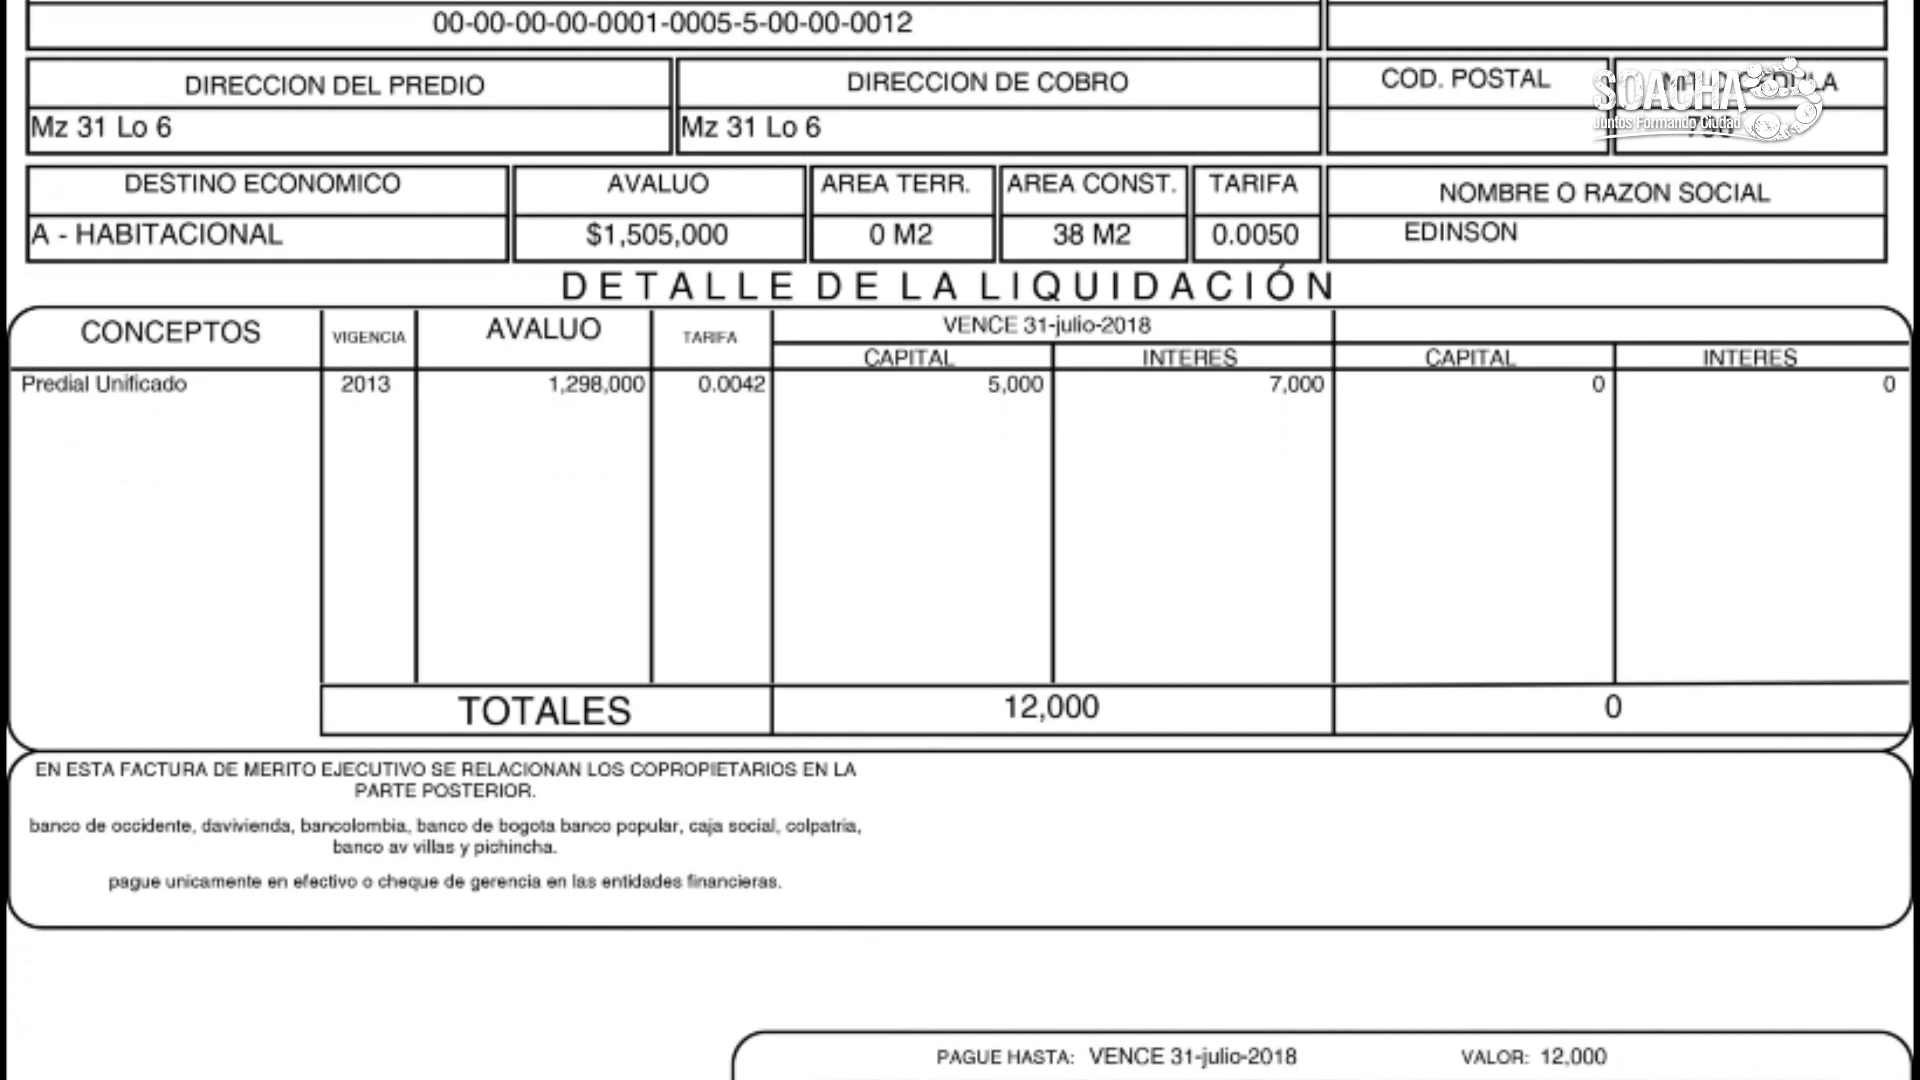 00-00-00-00-0001-0005-5-00-00-0012
DIRECCION DEL PREDIO
DIRECCION DE COBRO
COD. POSTAL
SOACHA
Juntos Formando Ciudad
Mz 31 Lo 6
Mz 31 Lo 6
DESTINO ECONOMICO
AVALUO
AREA TERR.
AREA CONST.
TARIFA
NOMBRE O RAZON SOCIAL
A - HABITACIONAL
$1,505,000
0 M2
38 M2
0.0050
EDINSON
DETALLE DE LA LIQUIDACIÓN
CONCEPTOS
VIGENCIA
AVALUO
TARIFA
VENCE 31-julio-2018
CAPITAL
INTERES
CAPITAL
INTERES
Predial Unificado
2013
1,298,000
0.0042
5,000
7,000
0
0
TOTALES
12,000
0
EN ESTA FACTURA DE MERITO EJECUTIVO SE RELACIONAN LOS COPROPIETARIOS EN LA
PARTE POSTERIOR.
banco de occidente, davivienda, bancolombia, banco de bogota banco popular, caja social, colpatria,
banco av villas y pichincha.
pague unicamente en efectivo o cheque de gerencia en las entidades financieras.
PAGUE HASTA: VENCE 31-julio-2018
VALOR: 12,000